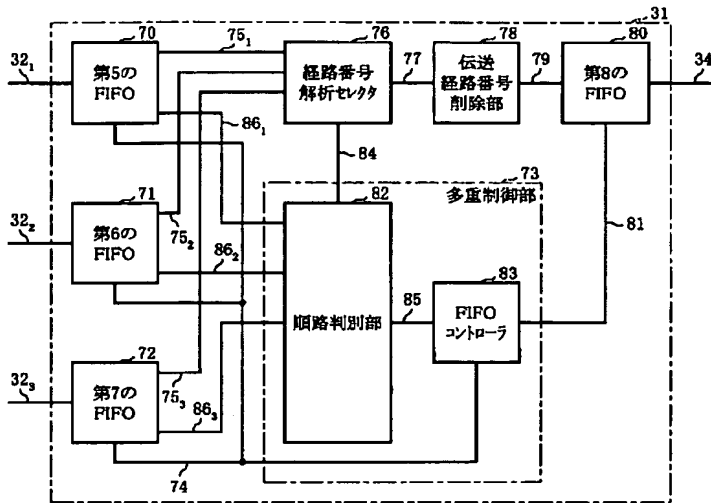 31
70
第5の
FIFO
75₁
76
経路番号
解析セレクタ
77
78
伝送
経路番号
削除部
79
80
第8の
FIFO
34
32₁
86₁
84
73
多重制御部
71
第6の
FIFO
32₂
75₂
86₂
82
順路判別部
85
83
FIFO
コントローラ
81
72
第7の
FIFO
32₃
75₃
86₃
74